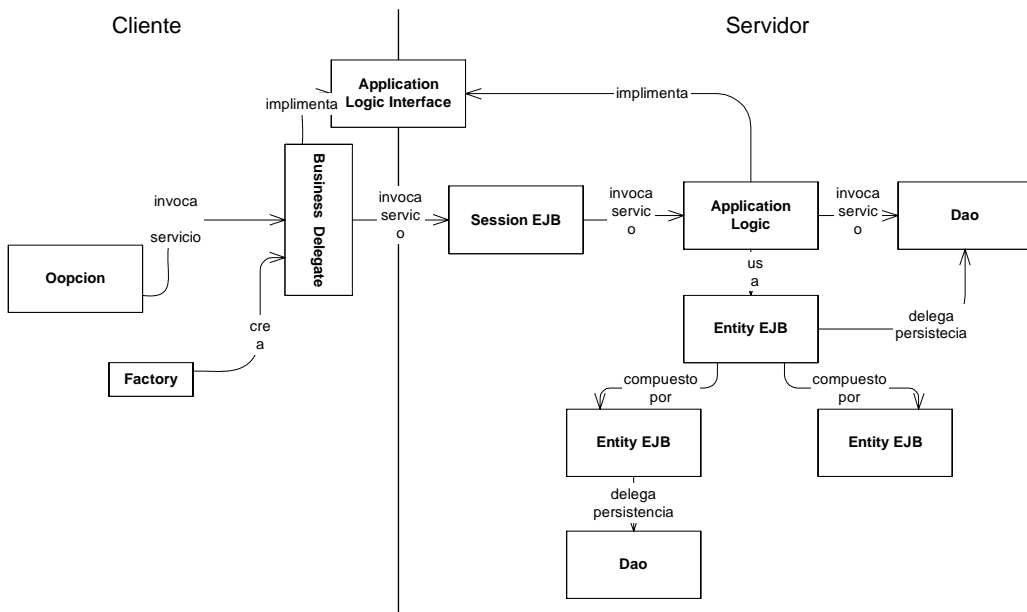 Cliente
Servidor
Application
Logic Interface
implimenta
implimenta
Business Delegate
invoca
servicio
Oopcion
cre
a
Factory
invoca
servic
o
Session EJB
invoca
servic
o
Application
Logic
invoca
servic
o
Dao
us
a
Entity EJB
delega
persistecia
compuesto
por
compuesto
por
Entity EJB
Entity EJB
delega
persistencia
Dao